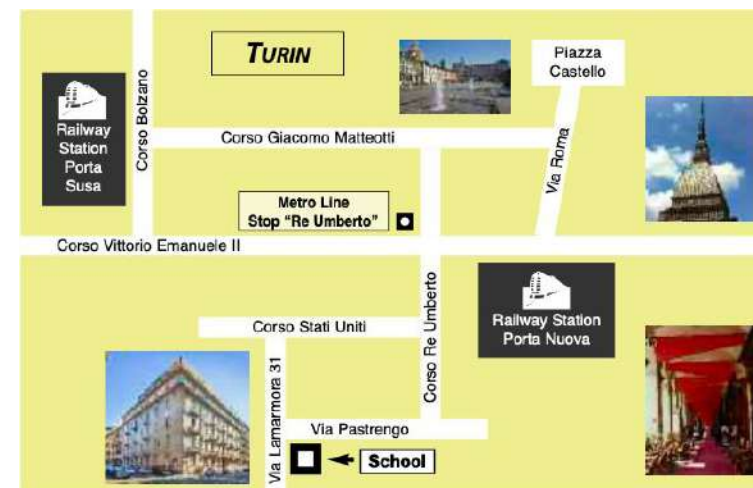 TURIN
Piazza
Castello
Railway
Station
Porta
Susa
Corso Bolzano
Corso Giacomo Matteotti
Via Roma
Metro Line
Stop "Re Umberto"
Corso Vittorio Emanuele II
Corso Re Umberto
Railway Station
Porta Nuova
Corso Stati Uniti
Via Lamarmora 31
Via Pastrengo
School